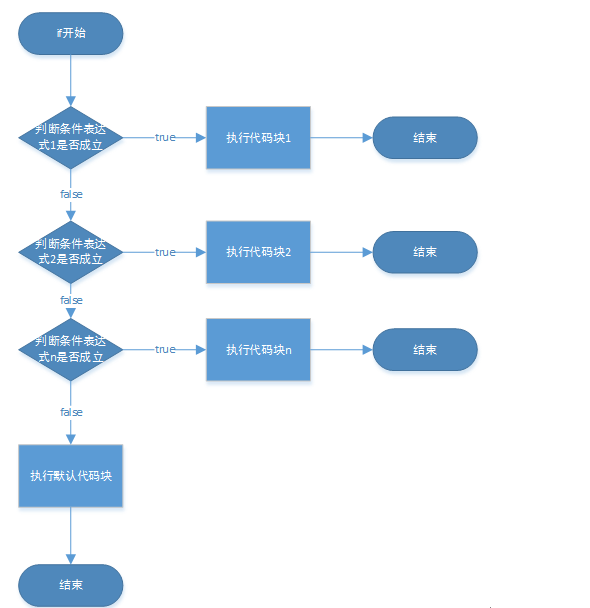 if开始
判断条件表达
式1是否成立
true
执行代码块1
结束
false
判断条件表达
式2是否成立
true
执行代码块2
结束
false
判断条件表达
式n是否成立
true
执行代码块n
结束
false
执行默认代码块
结束